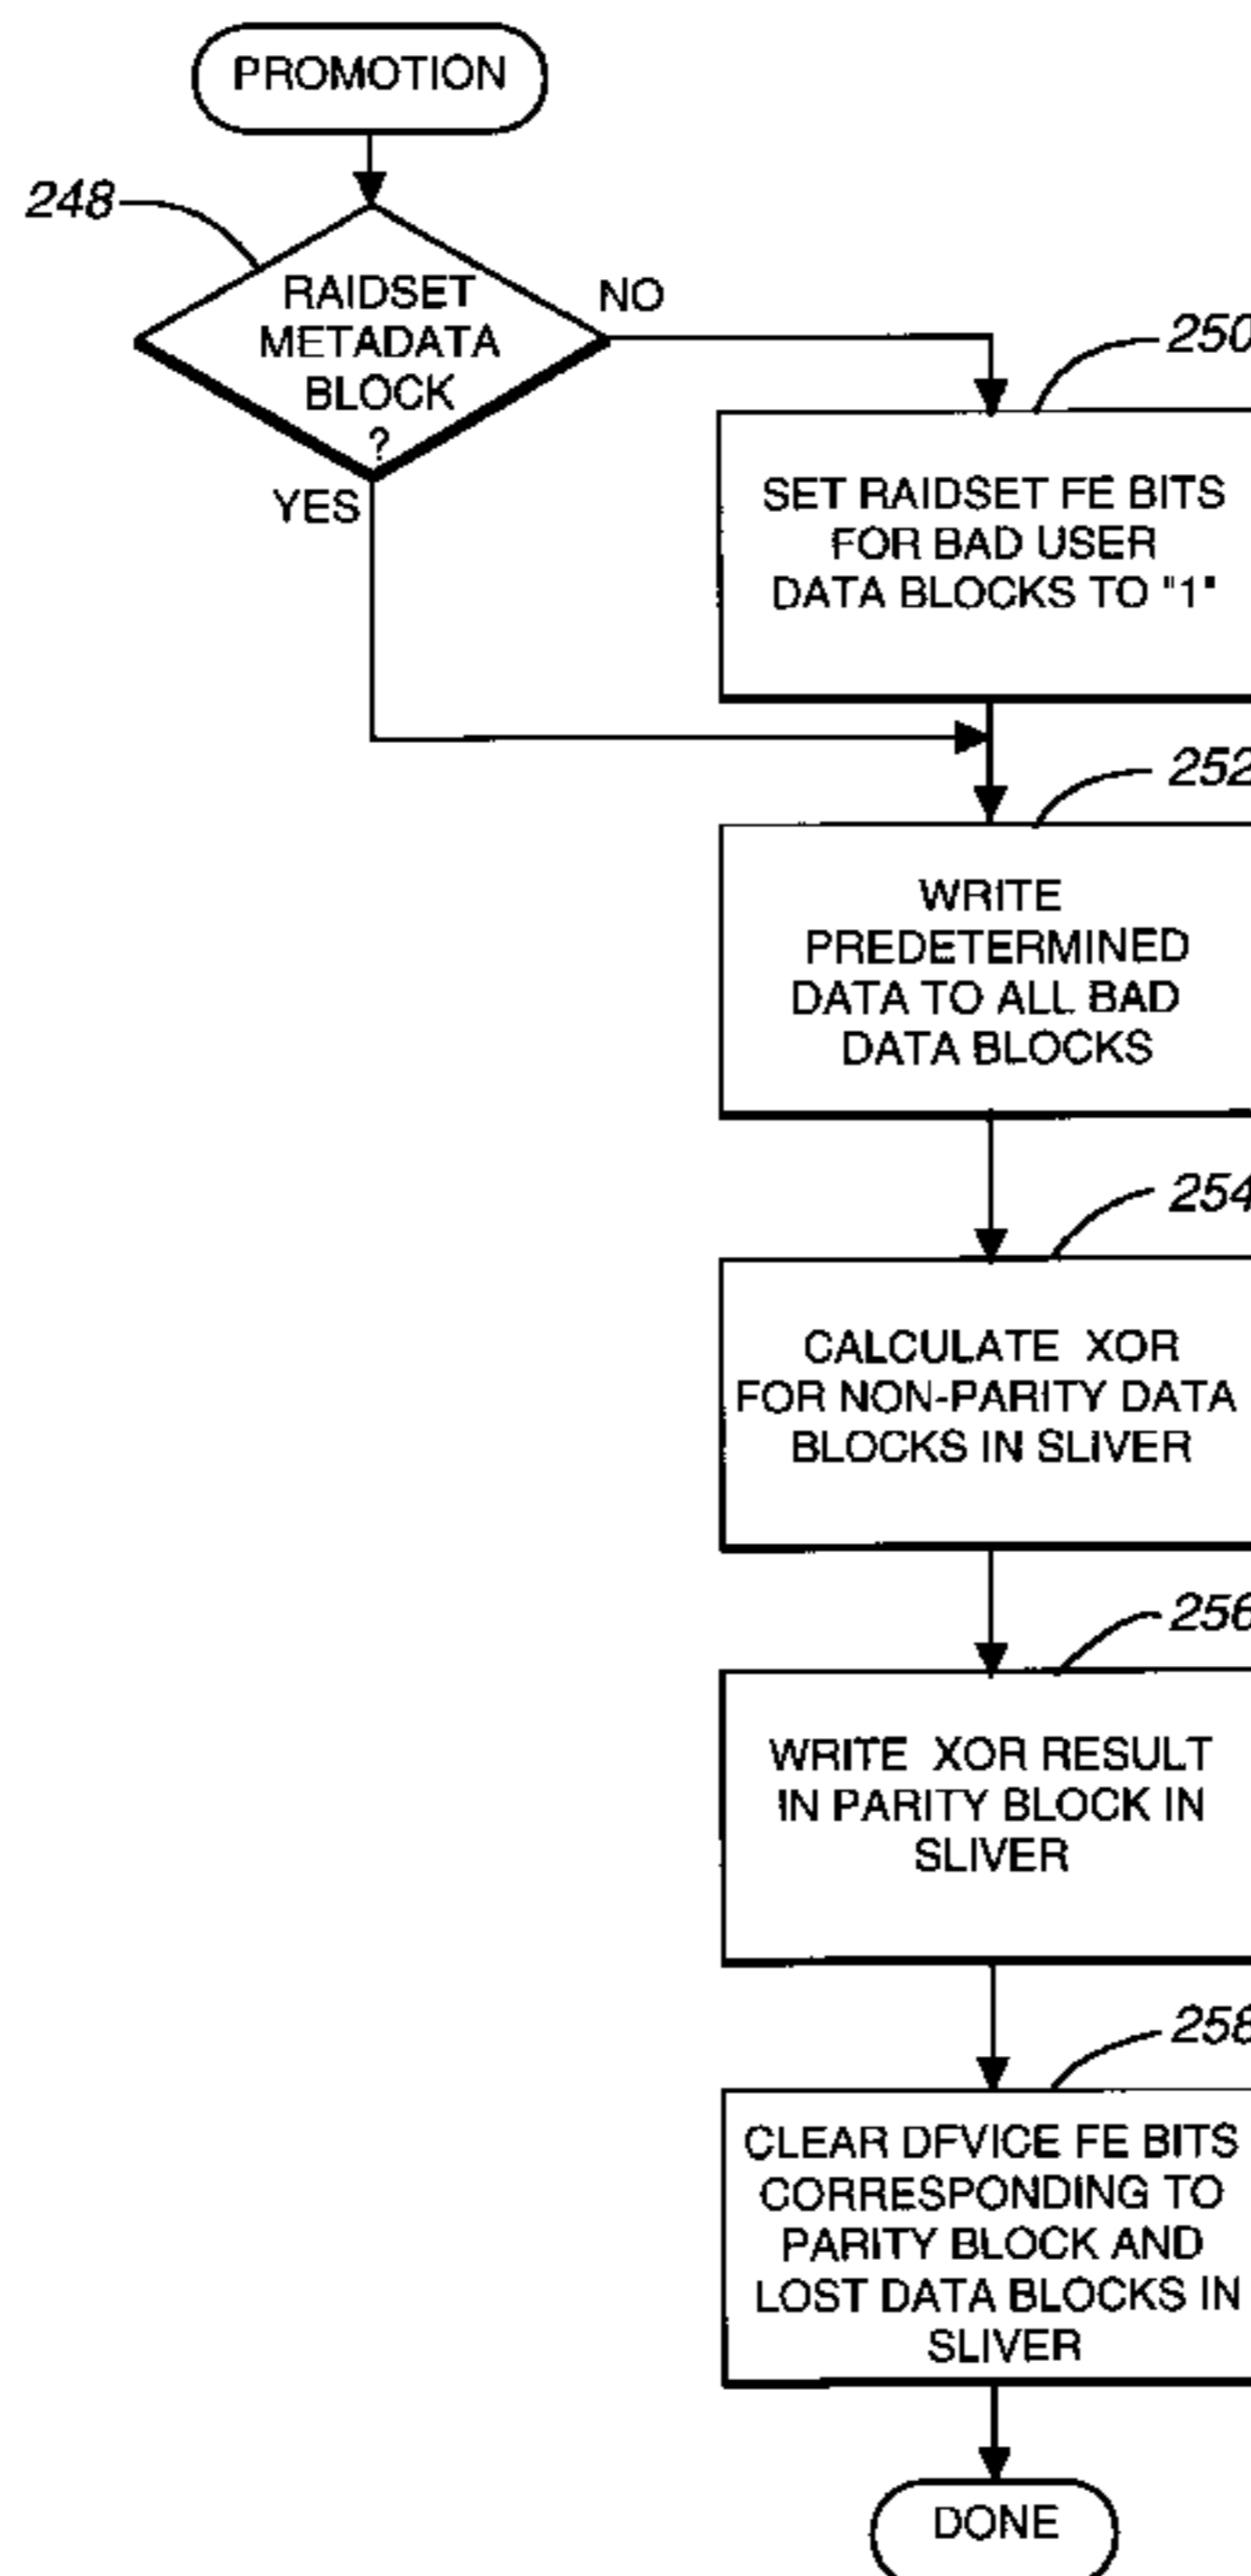 PROMOTION
248
RAIDSET
METADATA
BLOCK
?
NO
YES
250
SET RAIDSET FE BITS
FOR BAD USER
DATA BLOCKS TO "1"
252
WRITE
PREDETERMINED
DATA TO ALL BAD
DATA BLOCKS
254
CALCULATE XOR
FOR NON-PARITY DATA
BLOCKS IN SLIVER
256
WRITE XOR RESULT
IN PARITY BLOCK IN
SLIVER
258
CLEAR DEVICE FE BITS
CORRESPONDING TO
PARITY BLOCK AND
LOST DATA BLOCKS IN
SLIVER
DONE